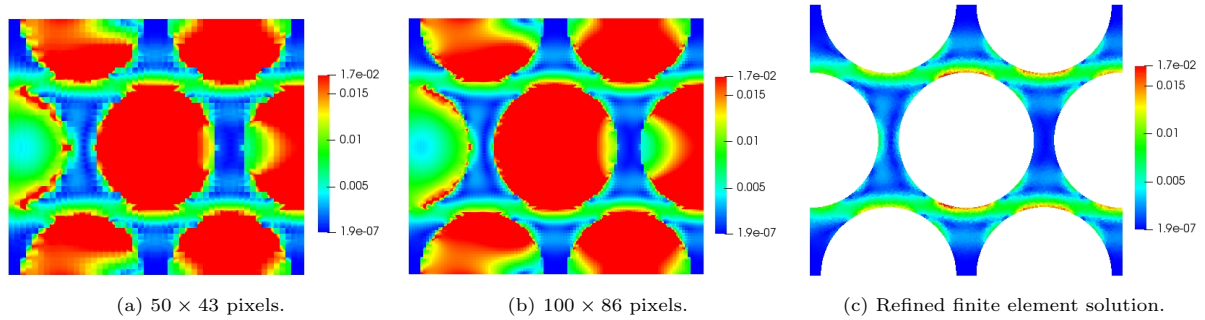 1.7e-02
0.015
0.01
0.005
1.9e-07
1.7e-02
0.015
0.01
0.005
1.9e-07
1.7e-02
0.015
0.01
0.005
1.9e-07
(a) 50 × 43 pixels.
(b) 100 × 86 pixels.
(c) Refined finite element solution.